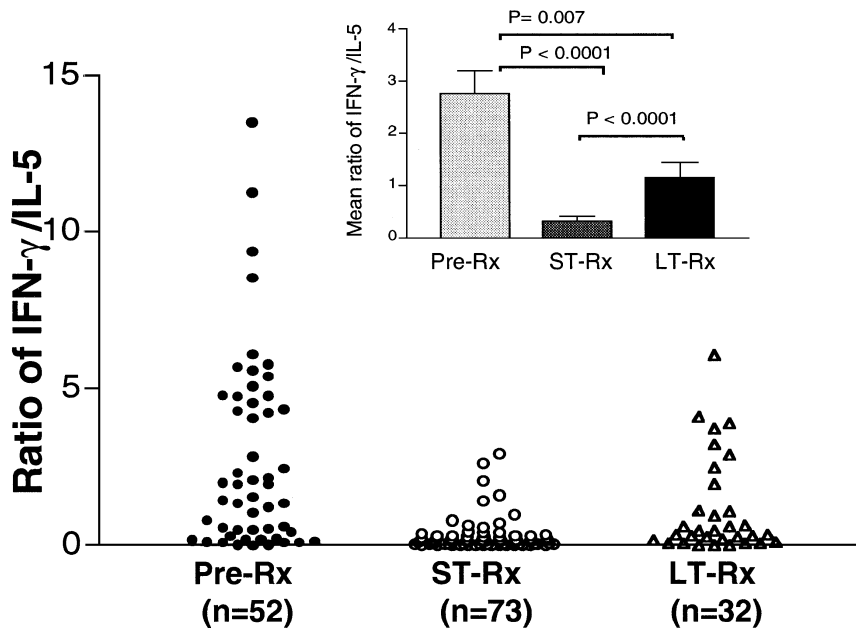 P= 0.007
P < 0.0001
P < 0.0001
Mean ratio of IFN-γ /IL-5
4
3
2
1
0
Pre-Rx ST-Rx LT-Rx
Ratio of IFN-γ /IL-5
15
10
5
0
Pre-Rx ST-Rx LT-Rx
(n=52) (n=73) (n=32)